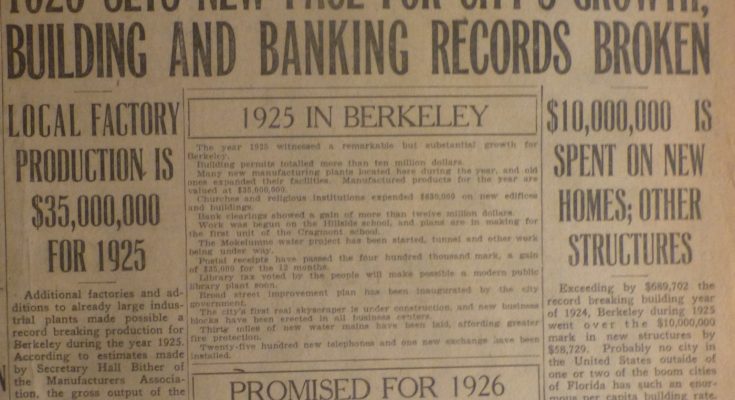 1925 SETS NEW PACE FOR CITY'S GROWTH,
BUILDING AND BANKING RECORDS BROKEN
LOCAL FACTORY
PRODUCTION IS
$35,000,000
FOR 1925
Additional factories and ad-
ditions to already large indus-
trial plants made possible a
record breaking production for
Berkeley during the year 1925.
According to estimates made
by Secretary Hall Bither of
the Manufacturers Associa-
tion, the gross output of the
1925 IN BERKELEY
The year 1925 witnessed a remarkable but substantial growth for
Berkeley.
Building permits totalled more than ten million dollars.
Many new manufacturing plants located here during the year, and old
ones expanded their facilities. Manufactured products for the year are
valued at $35,000,000.
Churches and religious institutions expended $630,000 on new edifices
and buildings.
Bank clearings showed a gain of more than twelve million dollars.
Work was begun on the Hillside school, and plans are in making for
the first unit of the Cragmont school.
The Mokelumne water project has been started, tunnel and other work
being under way.
Postal receipts have passed the four hundred thousand mark, a gain
of $35,000 for the 12 months.
Library tax voted by the people will make possible a modern public
library plant soon.
Broad street improvement plan has been inaugurated by the city
government.
The city's first real skyscraper is under construction, and new business
blocks have been erected in all business centers.
Thirty miles of new water mains have been laid, affording greater
fire protection.
Twenty-five hundred new telephones and one new exchange have been
installed.
PROMISED FOR 1926
$10,000,000 IS
SPENT ON NEW
HOMES; OTHER
STRUCTURES
Exceeding by $689,702 the
record breaking building year
of 1924, Berkeley during 1925
went over the $10,000,000
mark in new structures by
$58,729. Probably no city in
the United States outside of
one or two of the boom cities
of Florida has such an enor-
mous per capita building rate.